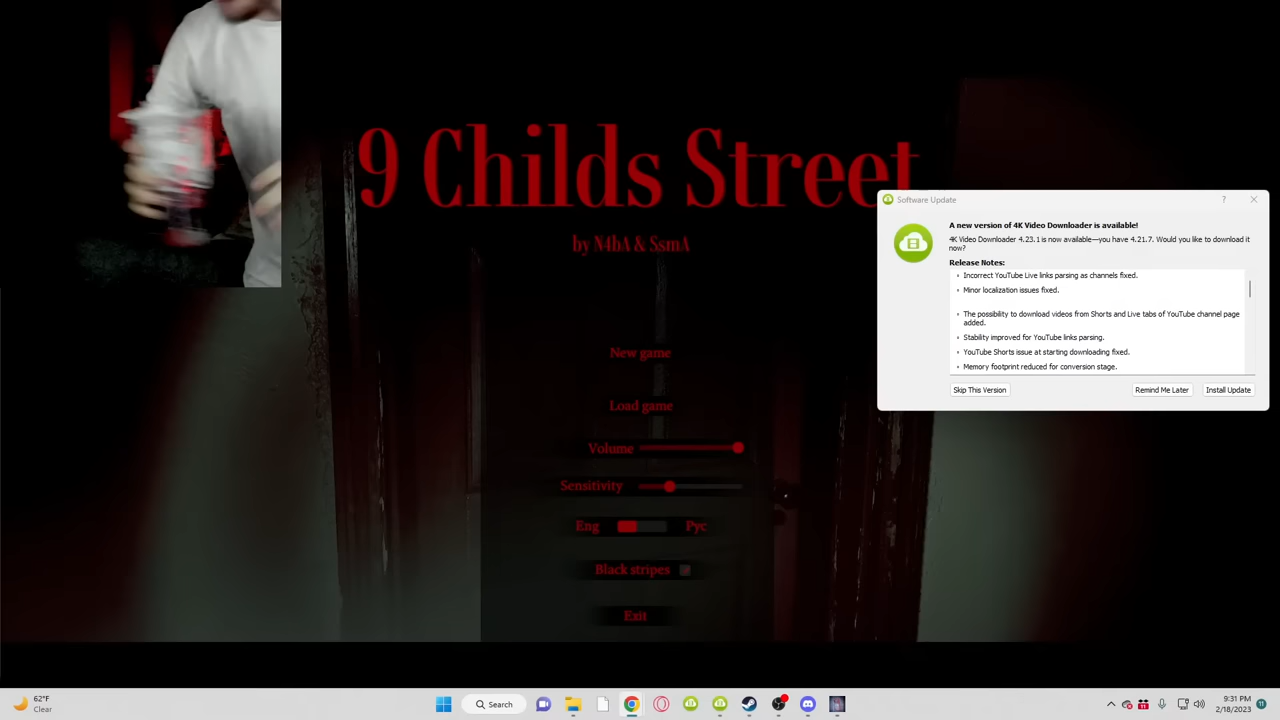 9 Childs Street
by N4bA & SsmA
New game
Load game
Volume
Sensitivity
Eng Рус
Black stripes
Exit
Software Update
?
A new version of 4K Video Downloader is available!
4K Video Downloader 4.23.1 is now available—you have 4.21.7. Would you like to download it
now?
Release Notes:
• Incorrect YouTube Live links parsing as channels fixed.
• Minor localization issues fixed.
• The possibility to download videos from Shorts and Live tabs of YouTube channel page
added.
• Stability improved for YouTube links parsing.
• YouTube Shorts issue at starting downloading fixed.
• Memory footprint reduced for conversion stage.
Skip This Version Remind Me Later Install Update
62°F
Clear
Search
9:31 PM
2/18/2023